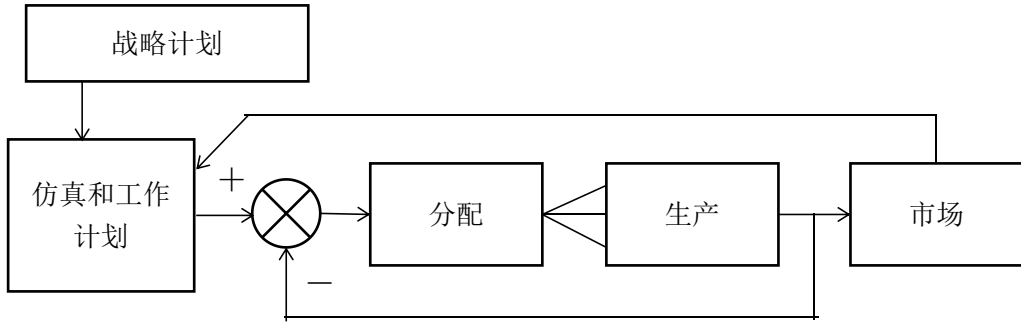 战略计划
仿真和工作
计划
+
分配
生产
市场
—